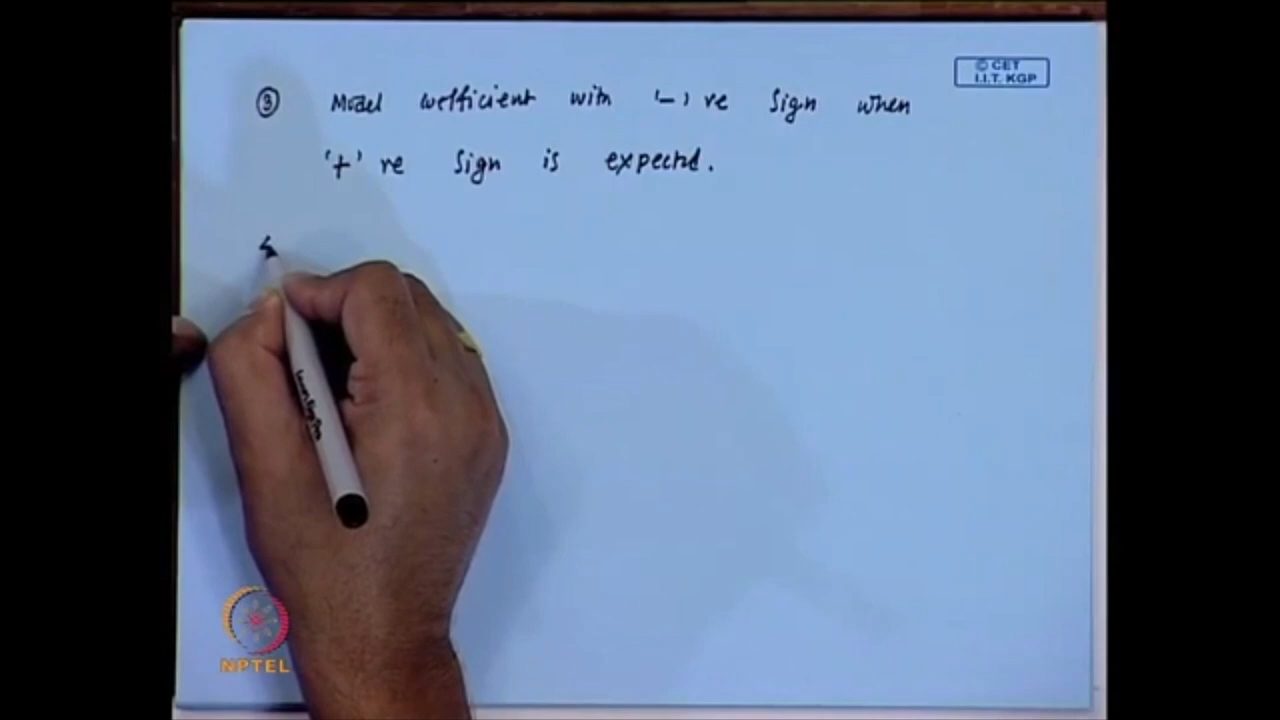 © CET
I.I.T. KGP
③ Model coefficient with '-' ve sign when
'+' ve sign is expected.
NPTEL